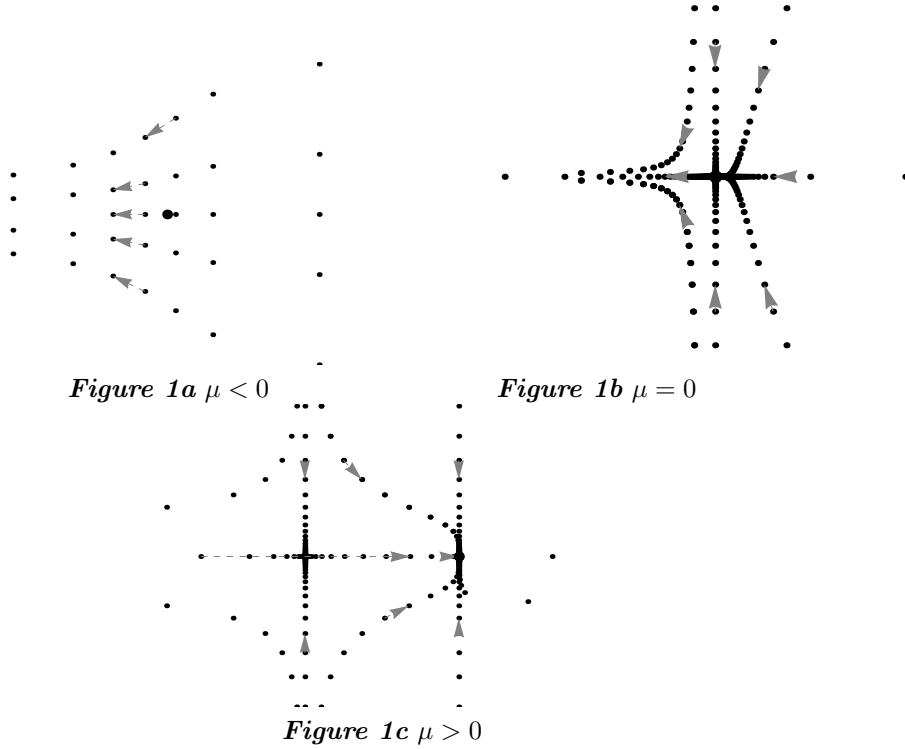 Figure 1a μ < 0
Figure 1b μ = 0
Figure 1c μ > 0